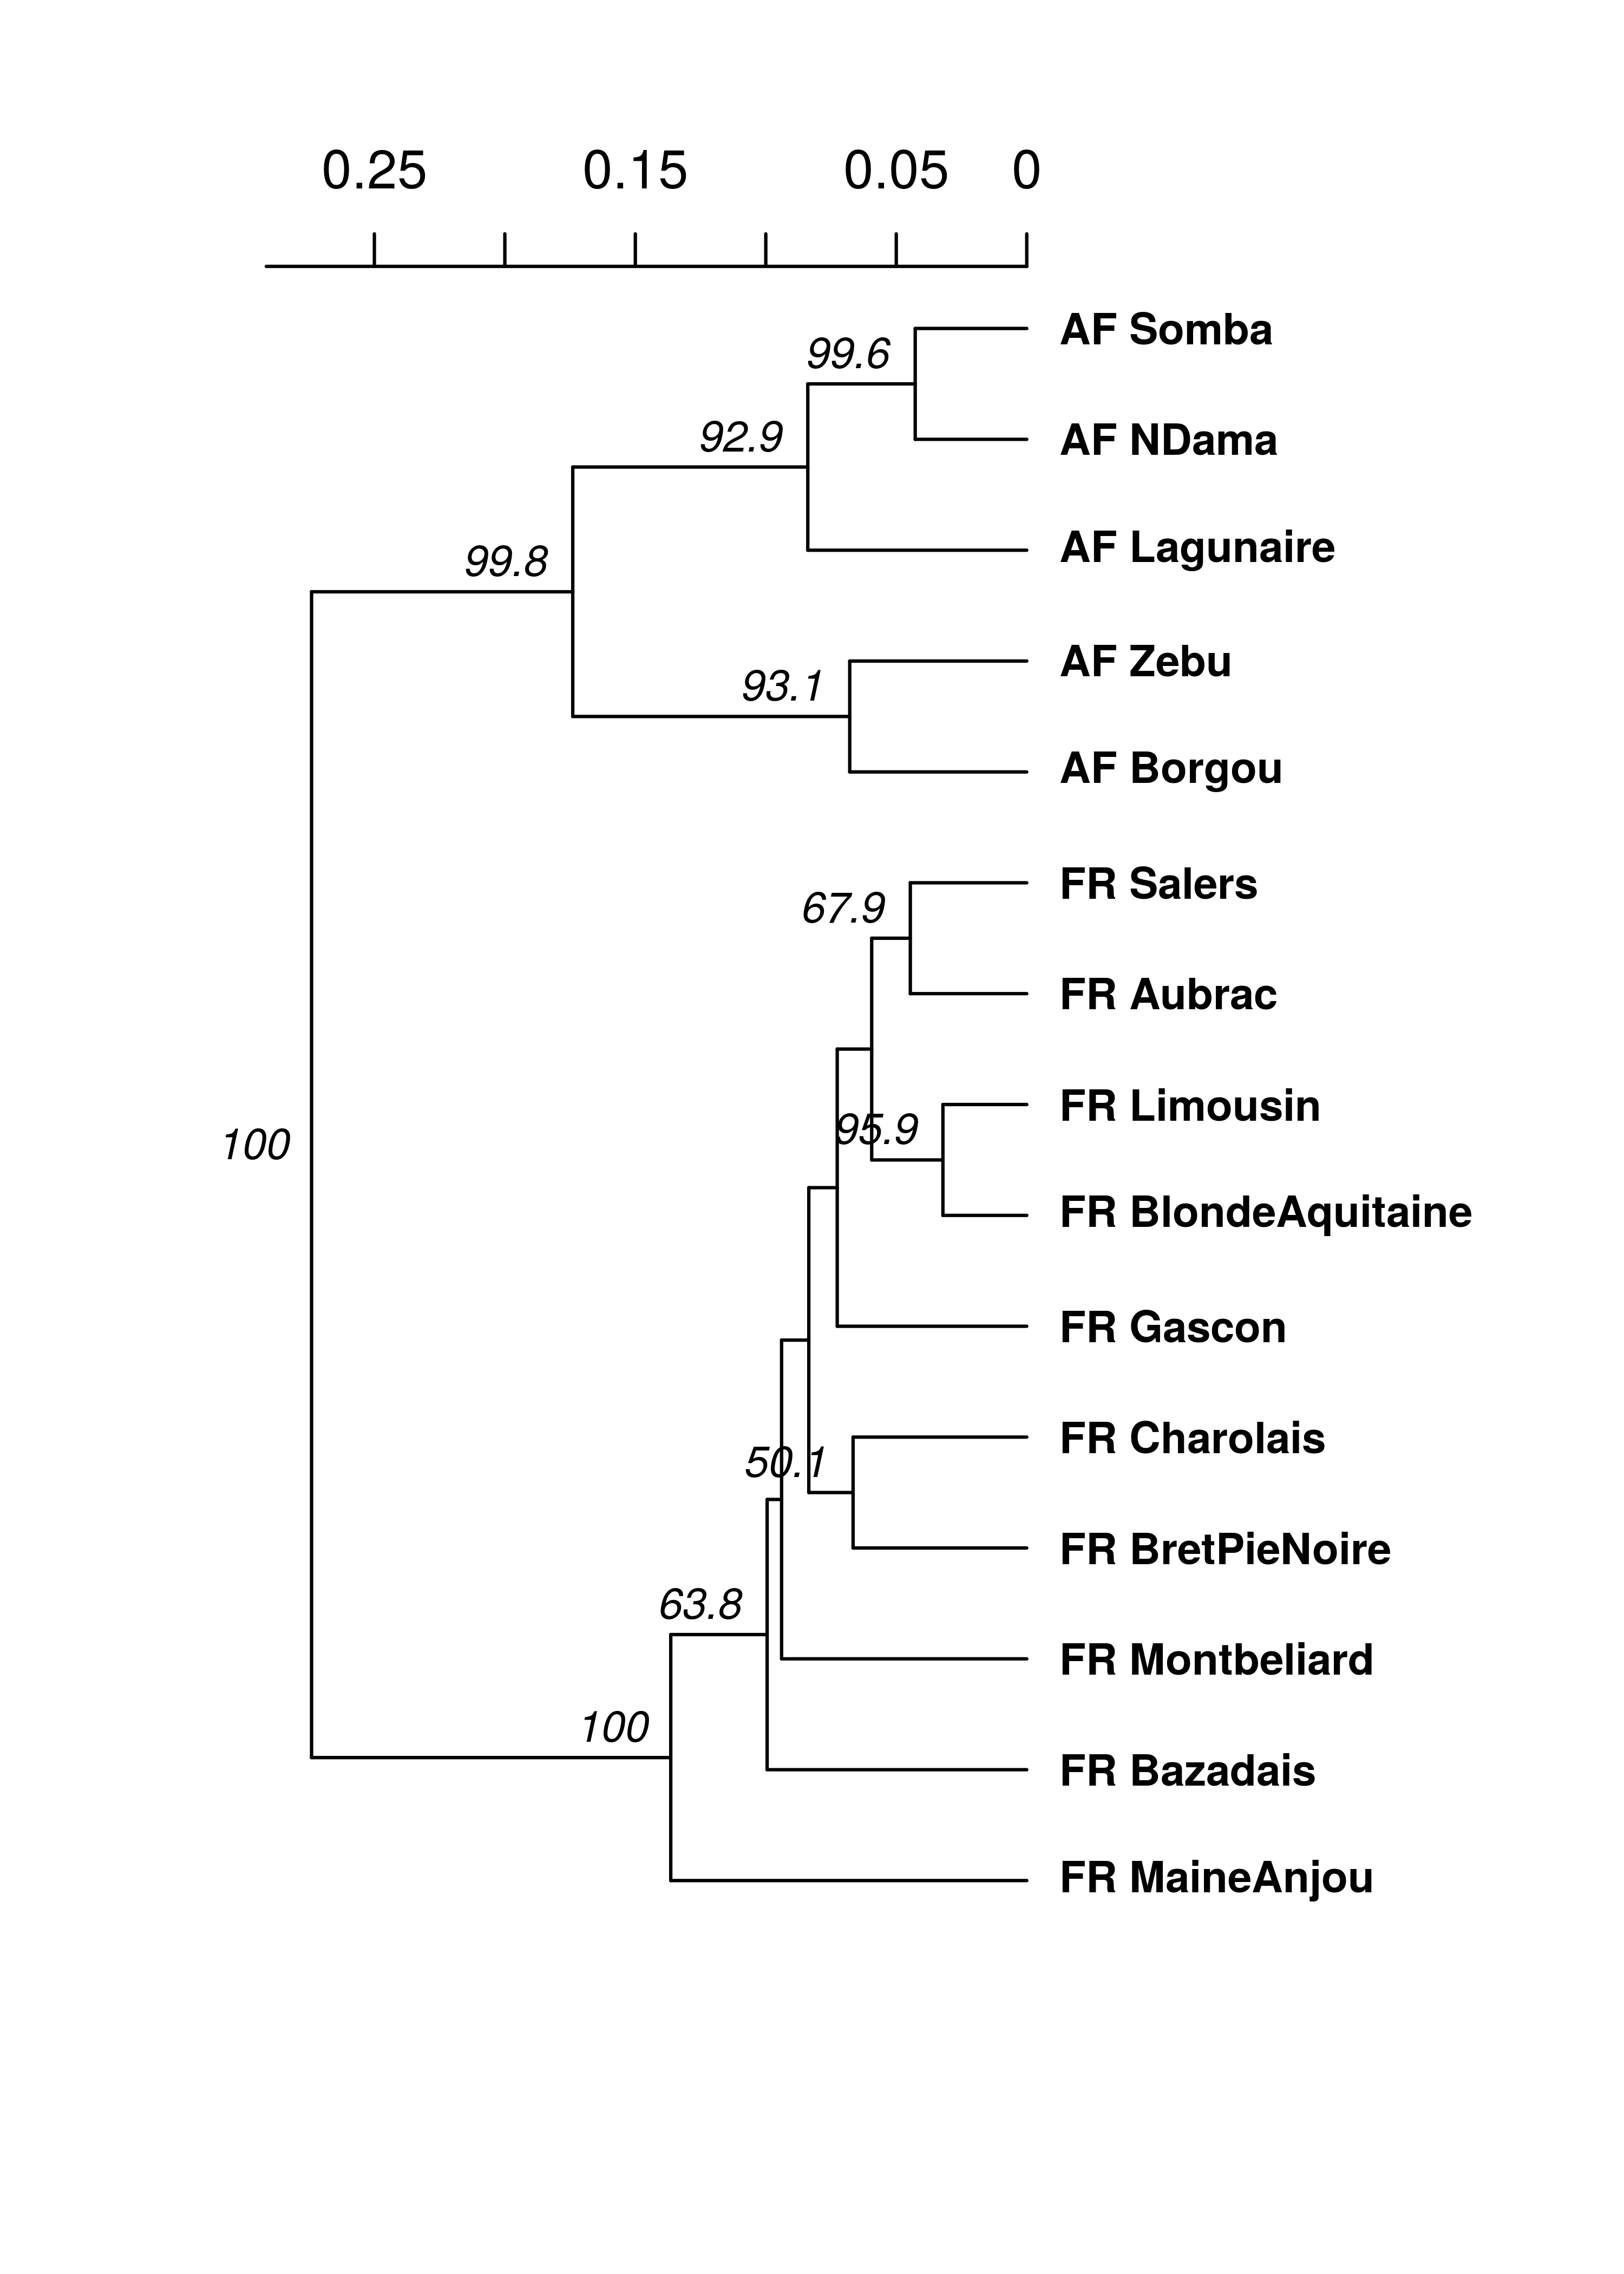 0.25 0.15 0.05 0
AF Somba
99.6
AF NDama
92.9
AF Lagunaire
99.8
AF Zebu
93.1
AF Borgou
FR Salers
67.9
FR Aubrac
FR Limousin
95.9
100
FR BlondeAquitaine
FR Gascon
FR Charolais
50.1
FR BretPieNoire
63.8
FR Montbeliard
100
FR Bazadais
FR MaineAnjou